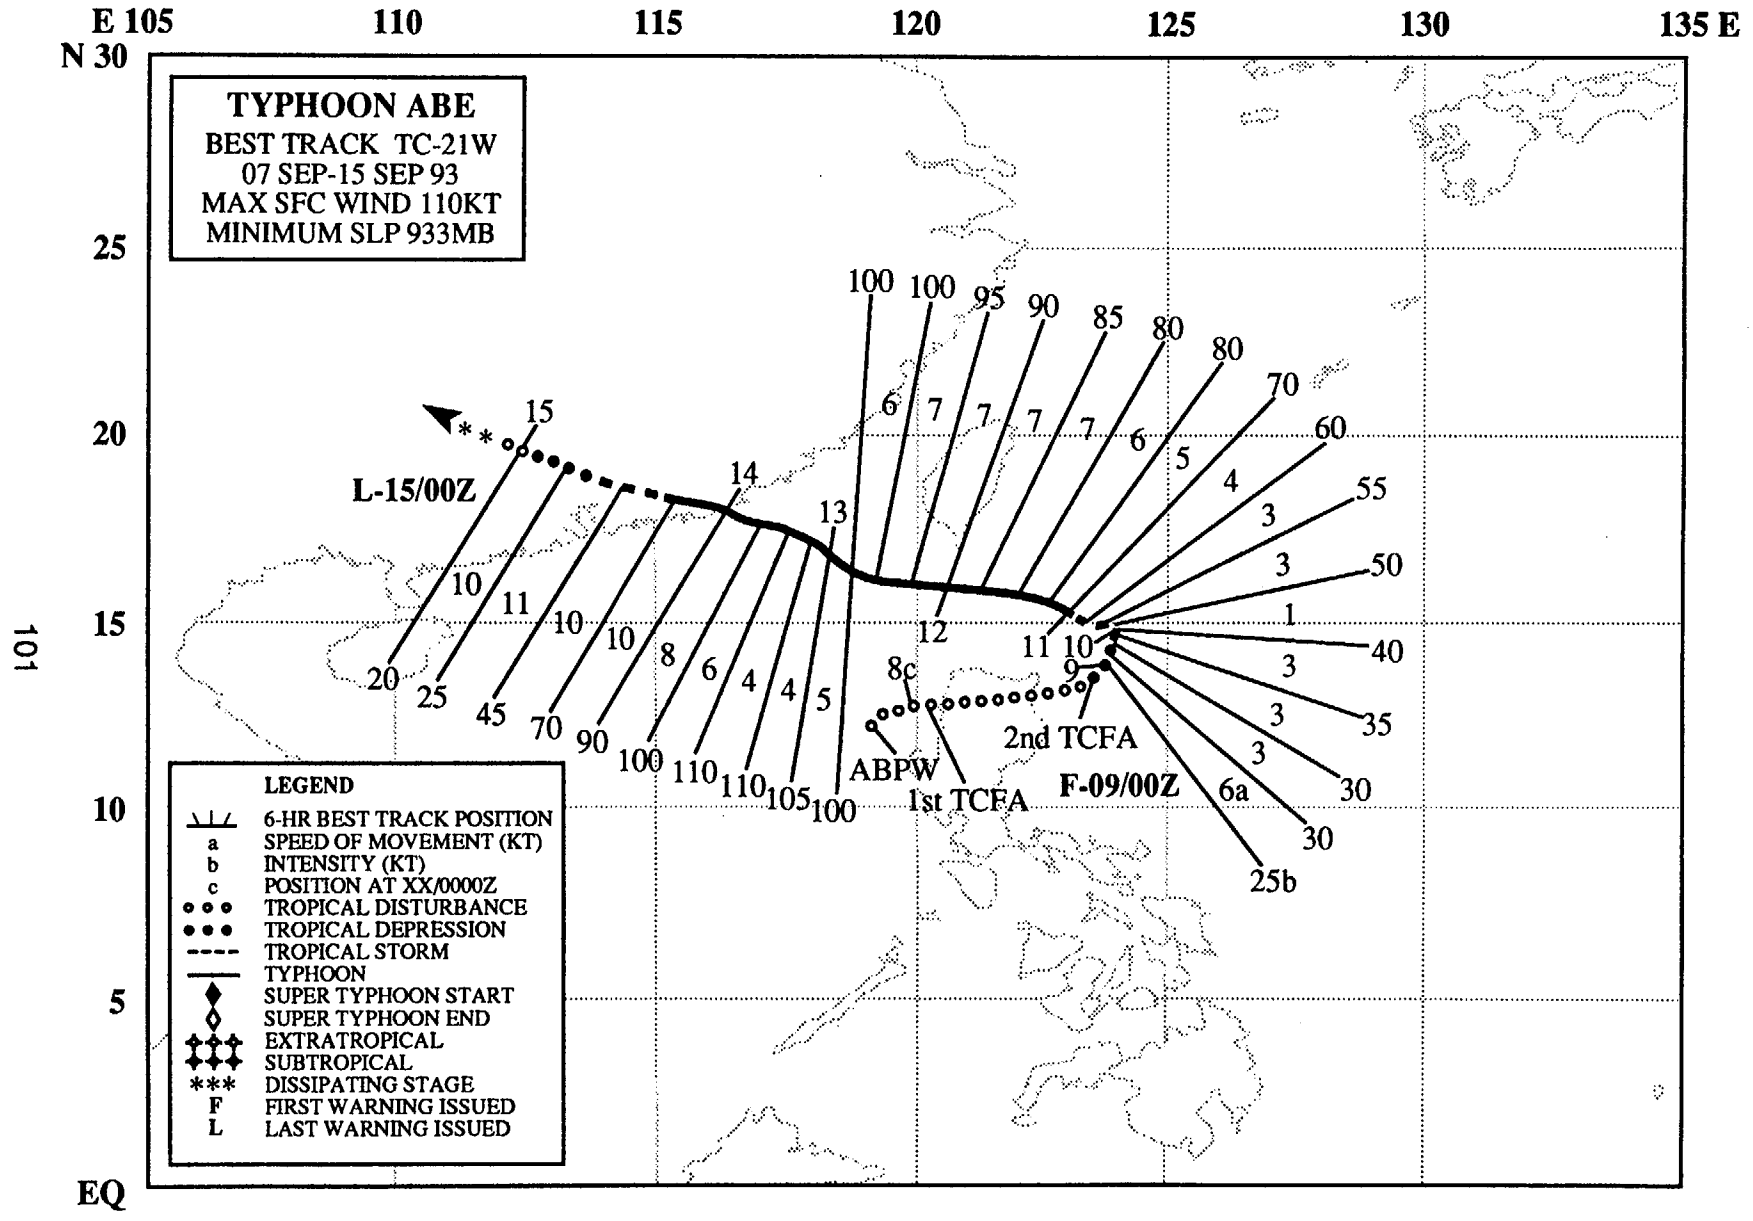 E 105 110 115 120 125 130 135 E
N 30
TYPHOON ABE
BEST TRACK TC-21W
07 SEP-15 SEP 93
MAX SFC WIND 110KT
MINIMUM SLP 933MB
25
100 100 95 90 85 80 80 70 60 55 50 40 35 30 30 25b
6 7 7 7 7 6 5 4 3 3 1 3 3 3 6a
20
15
L-15/00Z
14
13
15
12
11
10
9
8c
10 11 10 10 8 6 4 4 5
20 25 45 70 90 100 110 110 105 100
ABPW
1st TCFA
2nd TCFA
F-09/00Z
101
10
LEGEND
6-HR BEST TRACK POSITION
a SPEED OF MOVEMENT (KT)
b INTENSITY (KT)
c POSITION AT XX/0000Z
TROPICAL DISTURBANCE
TROPICAL DEPRESSION
TROPICAL STORM
TYPHOON
SUPER TYPHOON START
SUPER TYPHOON END
EXTRATROPICAL
SUBTROPICAL
*** DISSIPATING STAGE
F FIRST WARNING ISSUED
L LAST WARNING ISSUED
5
EQ